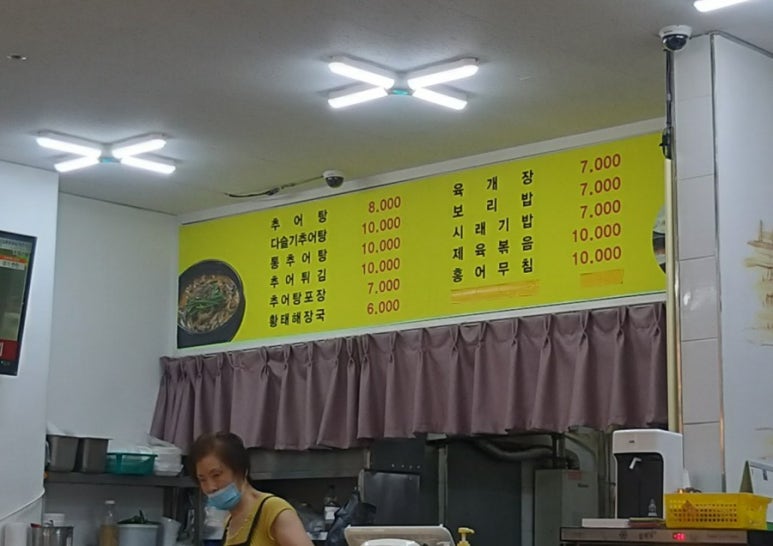 추어탕 8.000
다슬기추어탕 10.000
통추어탕 10.000
추어튀김 10.000
추어탕포장 7.000
황태해장국 6.000
육개장 7.000
보리밥 7.000
시래기밥 7.000
제육볶음 10.000
홍어무침 10.000